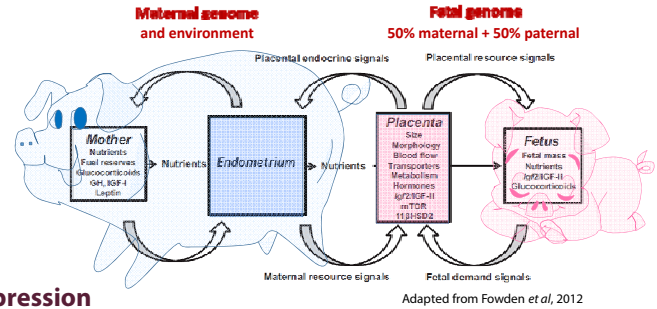 Maternal genome
and environment
Fetal genome
50% maternal + 50% paternal
Placental endocrine signals
Placental resource signals
Mother
Nutrients
Fuel reserves
Glucocorticoids
GH, IGF-I
Leptin
Nutrients
Endometrium
Nutrients
Placenta
Size
Morphology
Blood flow
Transporters
Metabolism
Hormones
Igf2/IGF-II
mTOR
11βHSD2
Fetus
Fetal mass
Nutrients
Igf2/IGF-II
Glucocorticoids
Maternal resource signals
Fetal demand signals
pression
Adapted from Fowden et al, 2012